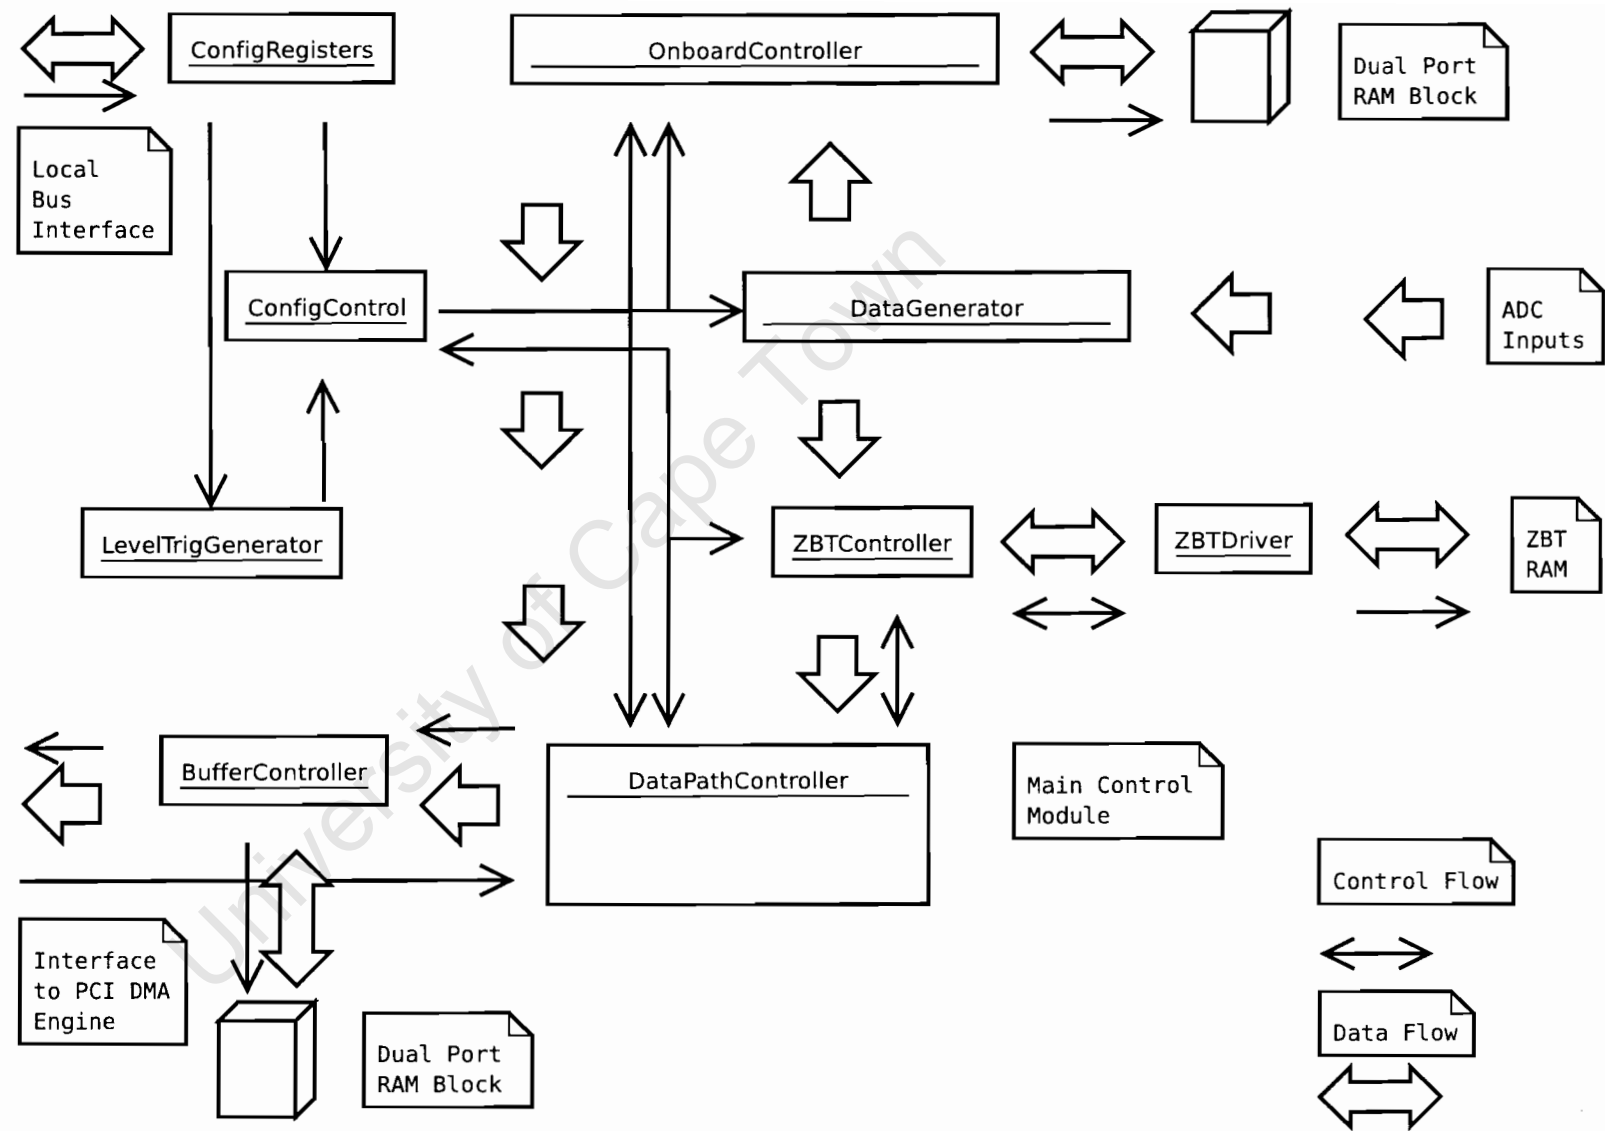 ConfigRegisters
OnboardController
Dual Port
RAM Block
Local
Bus
Interface
ConfigControl
DataGenerator
ADC
Inputs
LevelTrigGenerator
ZBTController
ZBTDriver
ZBT
RAM
BufferController
DataPathController
Main Control
Module
Control Flow
Interface
to PCI DMA
Engine
Dual Port
RAM Block
Data Flow
University of Cape Town